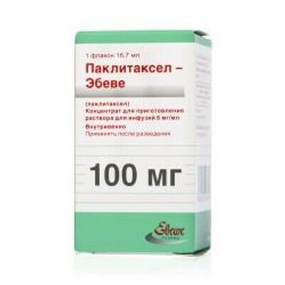 1 флакон 16,7 мл
Паклитаксел –
Эбеве
(паклитаксел)
Концентрат для приготовления
раствора для инфузий 6 мг/мл
Внутривенно
Применять после разведения
100 мг
Эбеве